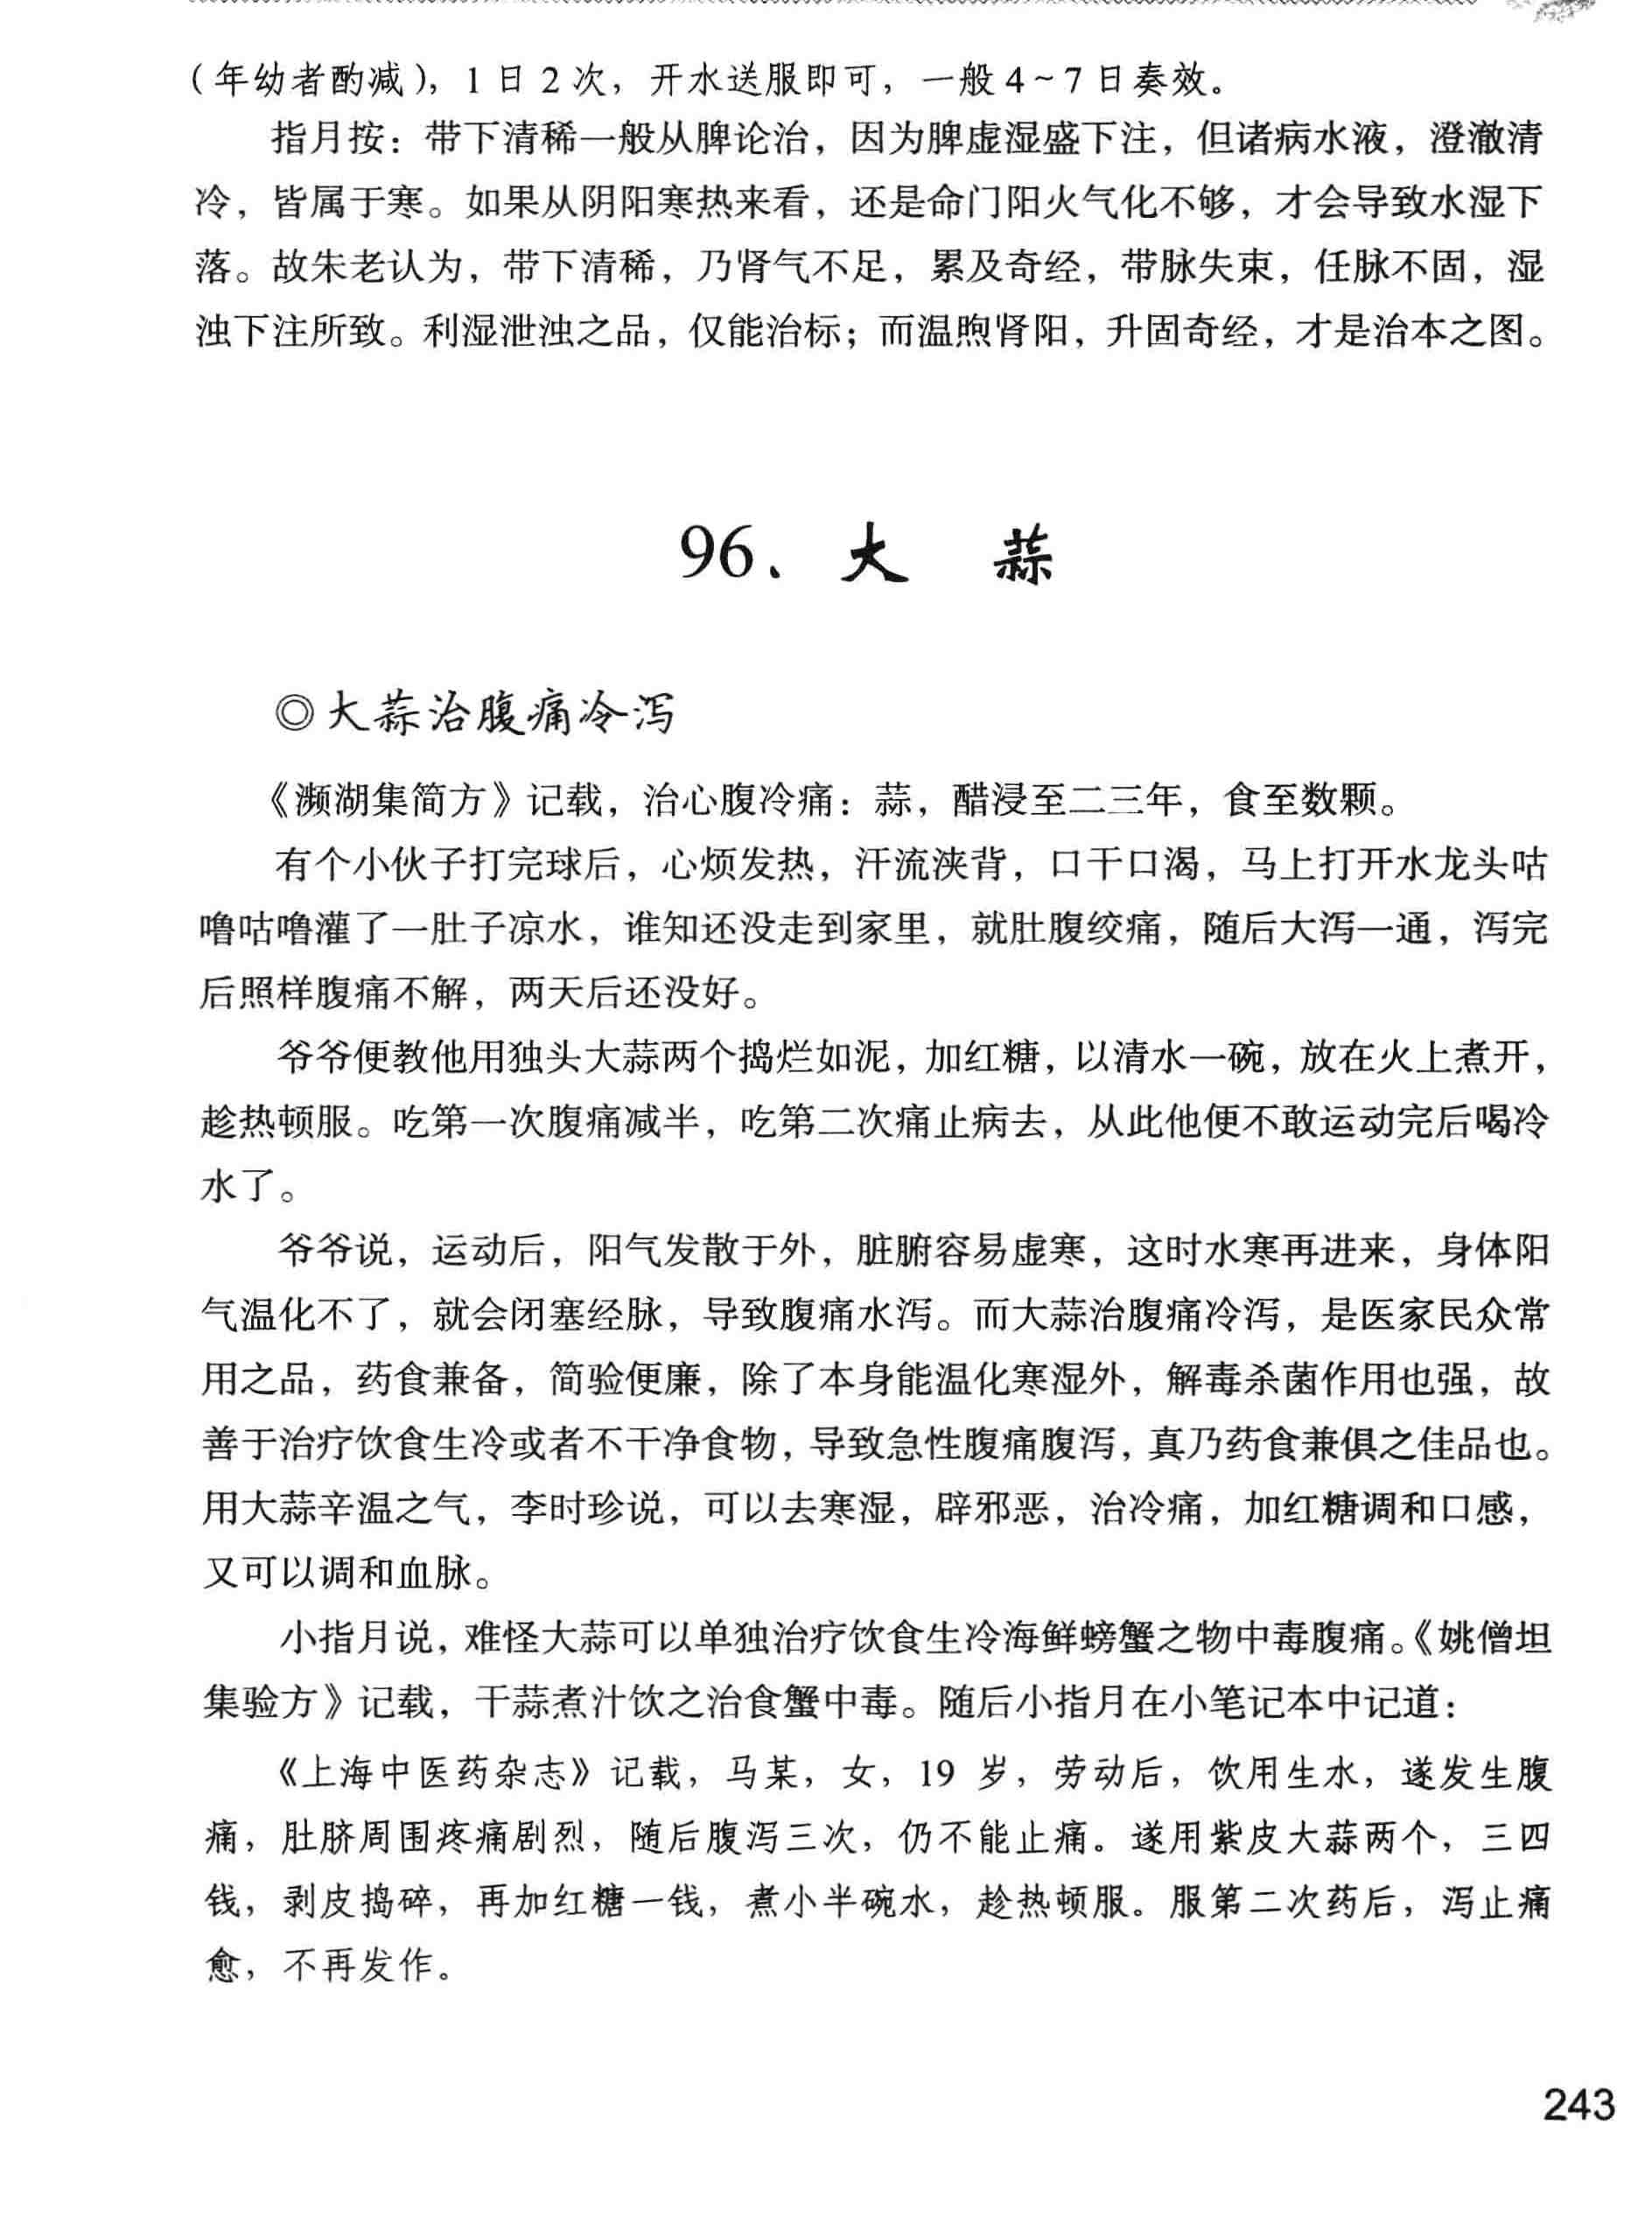 （年幼者酌减），1日2次，开水送服即可，一般4~7日奏效。
指月按：带下清稀一般从脾论治，因为脾虚湿盛下注，但诸病水液，澄澈清
冷，皆属于寒。如果从阴阳寒热来看，还是命门阳火气化不够，才会导致水湿下
落。故朱老认为，带下清稀，乃肾气不足，累及奇经，带脉失束，任脉不固，湿
浊下注所致。利湿泄浊之品，仅能治标；而温煦肾阳，升固奇经，才是治本之图。
96、大 蒜
◎大蒜治腹痛冷泻
《濒湖集简方》记载，治心腹冷痛：蒜，醋浸至二三年，食至数颗。
有个小伙子打完球后，心烦发热，汗流浃背，口干口渴，马上打开水龙头咕
噜咕噜灌了一肚子凉水，谁知还没走到家里，就肚腹绞痛，随后大泻一通，泻完
后照样腹痛不解，两天后还没好。
爷爷便教他用独头大蒜两个捣烂如泥，加红糖，以清水一碗，放在火上煮开，
趁热顿服。吃第一次腹痛减半，吃第二次痛止病去，从此他便不敢运动完后喝冷
水了。
爷爷说，运动后，阳气发散于外，脏腑容易虚寒，这时水寒再进来，身体阳
气温化不了，就会闭塞经脉，导致腹痛水泻。而大蒜治腹痛冷泻，是医家民众常
用之品，药食兼备，简验便廉，除了本身能温化寒湿外，解毒杀菌作用也强，故
善于治疗饮食生冷或者不干净食物，导致急性腹痛腹泻，真乃药食兼俱之佳品也。
用大蒜辛温之气，李时珍说，可以去寒湿，辟邪恶，治冷痛，加红糖调和口感，
又可以调和血脉。
小指月说，难怪大蒜可以单独治疗饮食生冷海鲜螃蟹之物中毒腹痛。《姚僧坦
集验方》记载，干蒜煮汁饮之治食蟹中毒。随后小指月在小笔记本中记道：
《上海中医药杂志》记载，马某，女，19 岁，劳动后，饮用生水，遂发生腹
痛，肚脐周围疼痛剧烈，随后腹泻三次，仍不能止痛。遂用紫皮大蒜两个，三四
钱，剥皮捣碎，再加红糖一钱，煮小半碗水，趁热顿服。服第二次药后，泻止痛
愈，不再发作。
243